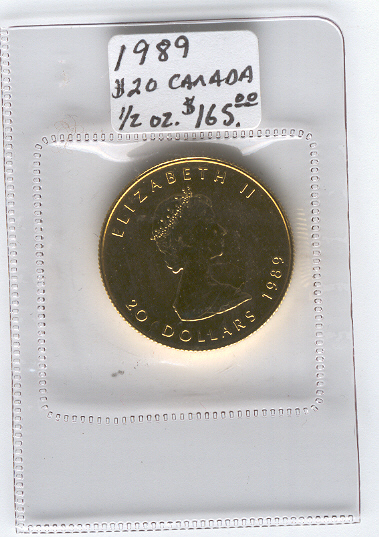 1989
$20 CANADA
1/2 oz. $165.00
ELIZABETH II
20 DOLLARS 1989